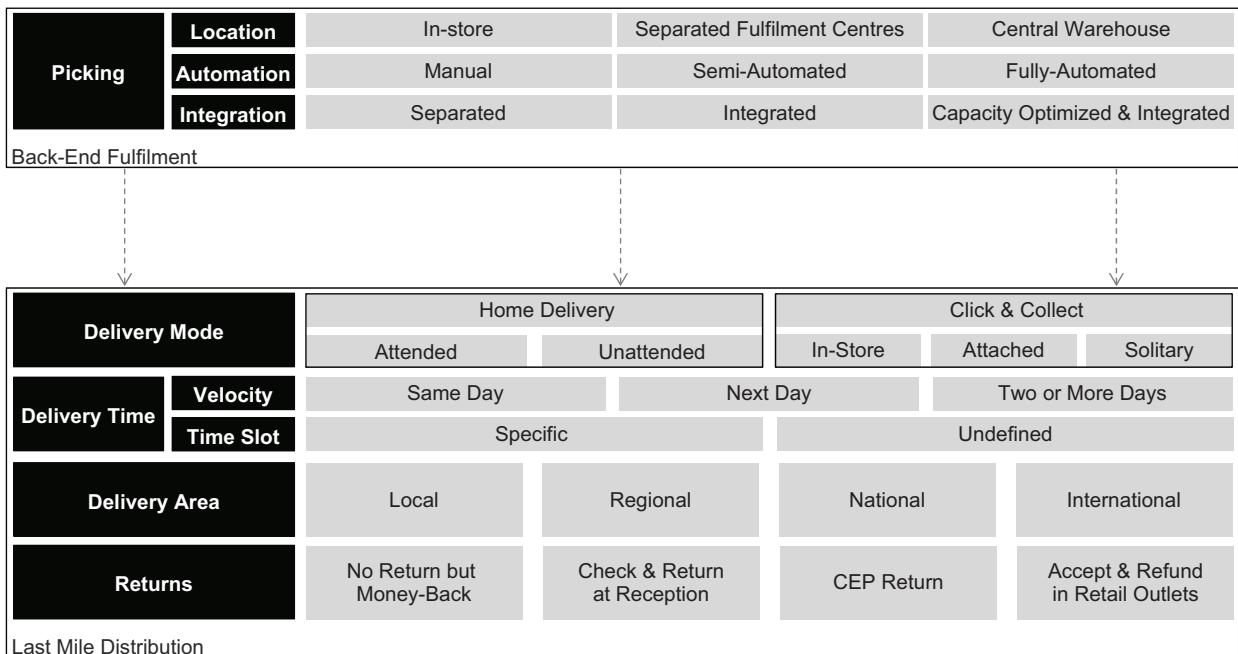 Picking
Location
In-store
Separated Fulfilment Centres
Central Warehouse
Automation
Manual
Semi-Automated
Fully-Automated
Integration
Separated
Integrated
Capacity Optimized & Integrated
Back-End Fulfilment
Delivery Mode
Home Delivery
Attended
Unattended
Click & Collect
In-Store
Attached
Solitary
Delivery Time
Velocity
Same Day
Next Day
Two or More Days
Time Slot
Specific
Undefined
Delivery Area
Local
Regional
National
International
Returns
No Return but
Money-Back
Check & Return
at Reception
CEP Return
Accept & Refund
in Retail Outlets
Last Mile Distribution